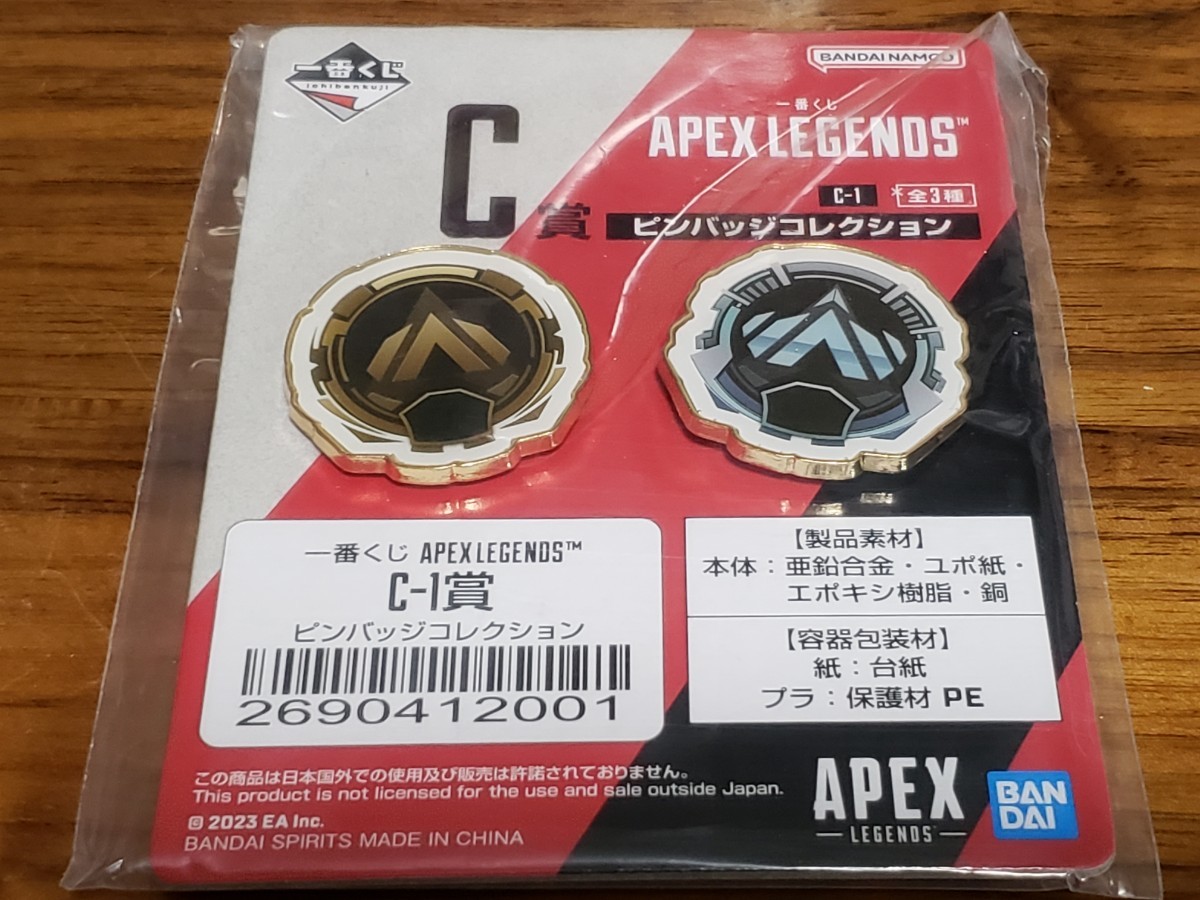 一番くじ
ichibankuji
BANDAI NAMCO
C賞
一番くじ
APEX LEGENDS™
C-1
*全3種
ピンバッジコレクション
一番くじ APEX LEGENDS™
C-1賞
ピンバッジコレクション
2690412001
【製品素材】
本体:亜鉛合金・ユポ紙・
エポキシ樹脂・銅
【容器包装材】
紙:台紙
プラ:保護材 PE
この商品は日本国外での使用及び販売は許諾されておりません。
This product is not licensed for the use and sale outside Japan.
© 2023 EA Inc.
BANDAI SPIRITS MADE IN CHINA
APEX
LEGENDS™
BAN
DAI